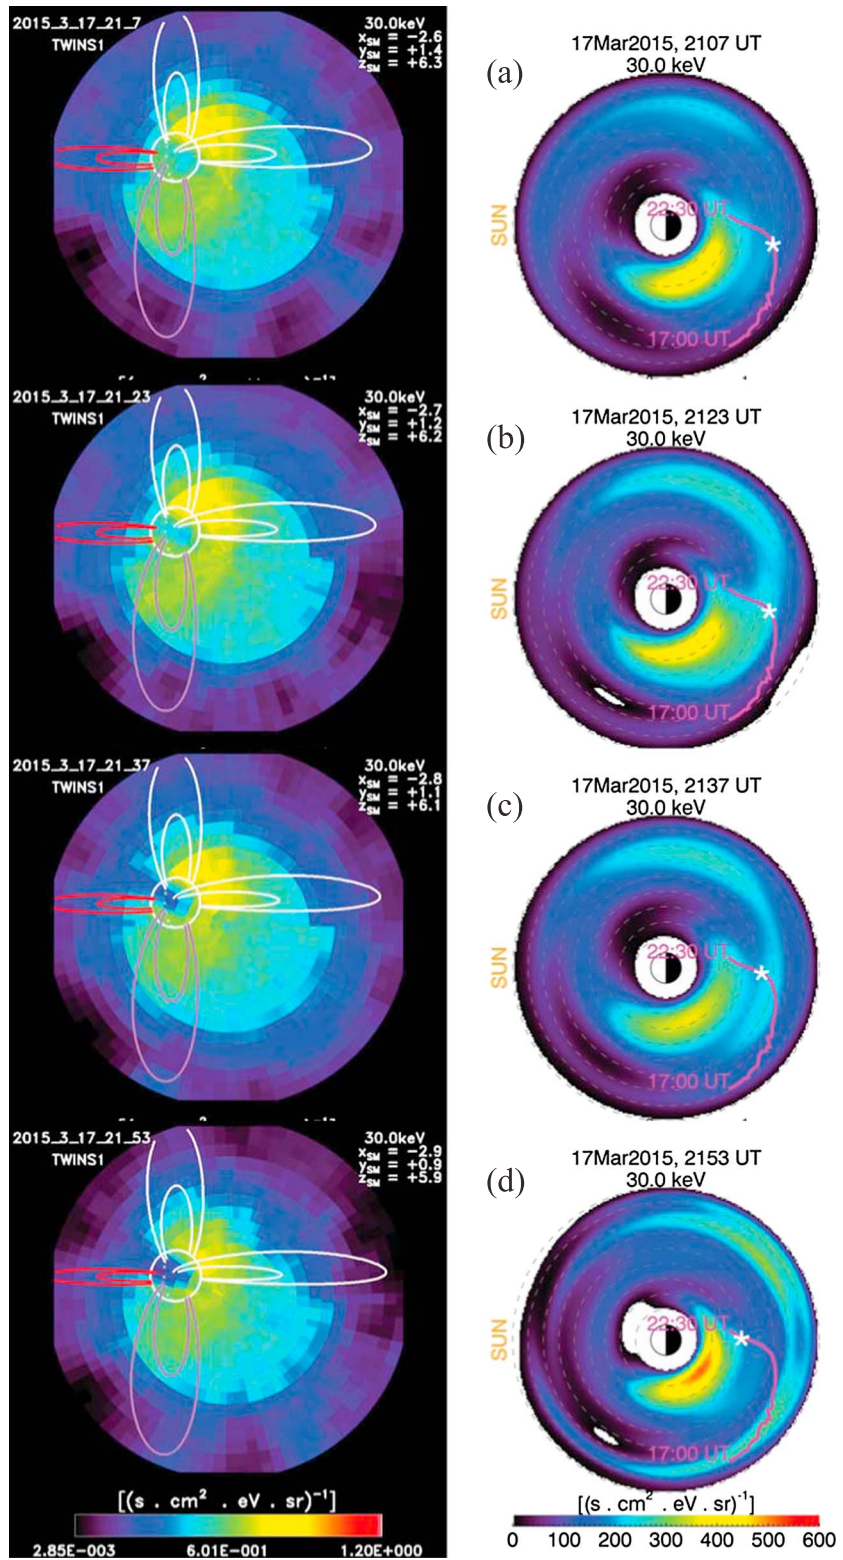 2015_3_17_21_7
TWINS1
30.0keV
xSM = -2.6
ySM = +1.4
zSM = +6.3
(a)
17Mar2015, 2107 UT
30.0 keV
SUN
22:30 UT
*
17:00 UT
2015_3_17_21_23
TWINS1
30.0keV
xSM = -2.7
ySM = +1.2
zSM = +6.2
(b)
17Mar2015, 2123 UT
30.0 keV
SUN
22:30 UT
*
17:00 UT
2015_3_17_21_37
TWINS1
30.0keV
xSM = -2.8
ySM = +1.1
zSM = +6.1
(c)
17Mar2015, 2137 UT
30.0 keV
SUN
22:30 UT
*
17:00 UT
2015_3_17_21_53
TWINS1
30.0keV
xSM = -2.9
ySM = +0.9
zSM = +5.9
(d)
17Mar2015, 2153 UT
30.0 keV
SUN
22:30 UT
*
17:00 UT
[(s . cm² . eV . sr)⁻¹]
2.85E-003 6.01E-001 1.20E+000
[(s . cm² . eV . sr)⁻¹]
0 100 200 300 400 500 600